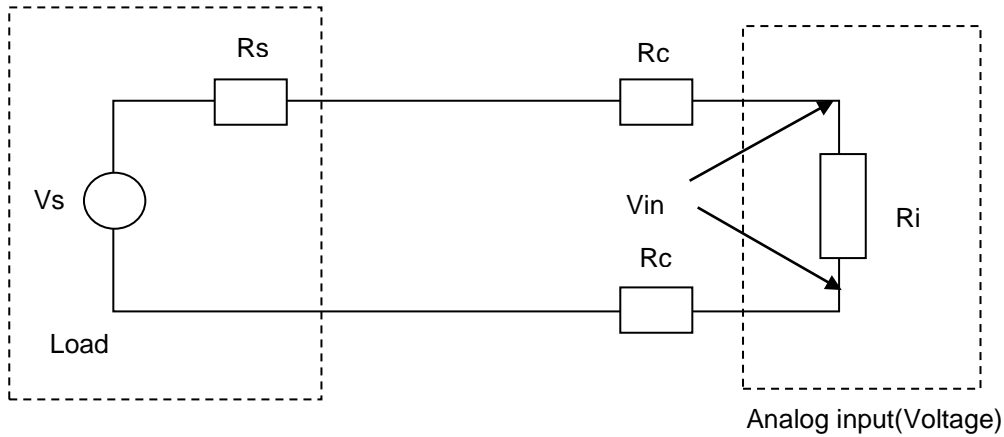 Rs
Rc
Vs
Vin
Ri
Rc
Load
Analog input(Voltage)